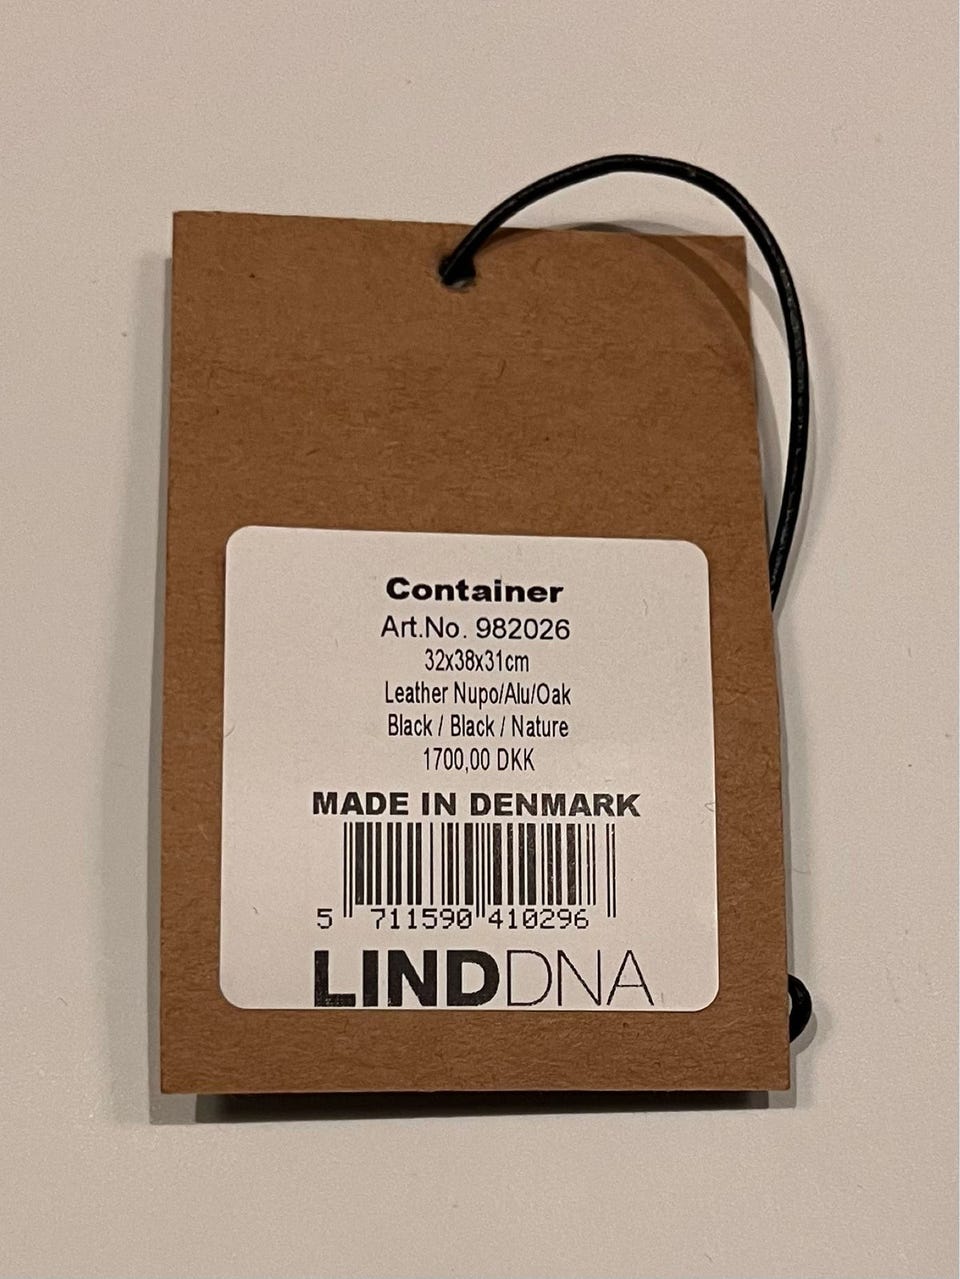 Container
Art.No. 982026
32x38x31cm
Leather Nupo/Alu/Oak
Black / Black / Nature
1700,00 DKK
MADE IN DENMARK
5 711590 410296
LINDDNA